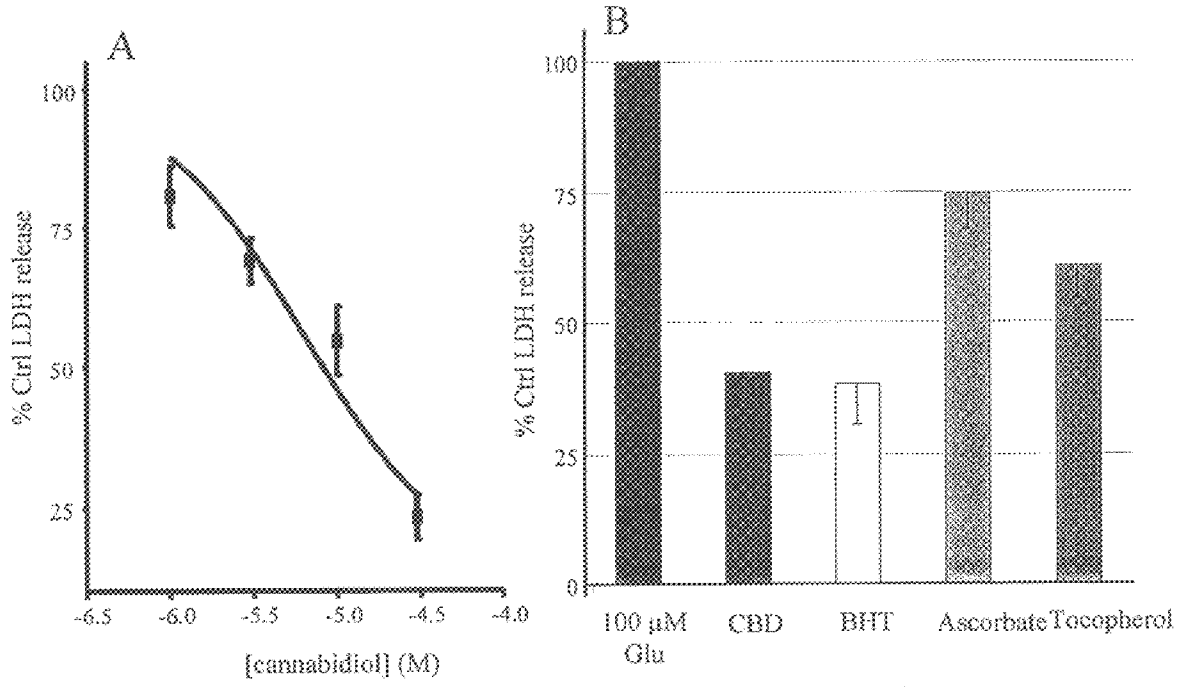 A
% Ctrl LDH release
100
75
50
25
-6.5 -6.0 -5.5 -5.0 -4.5 -4.0
[cannabidiol] (M)
B
% Ctrl LDH release
100
75
50
25
0
100 µM
Glu
CBD
BHT
Ascorbate
Tocopherol